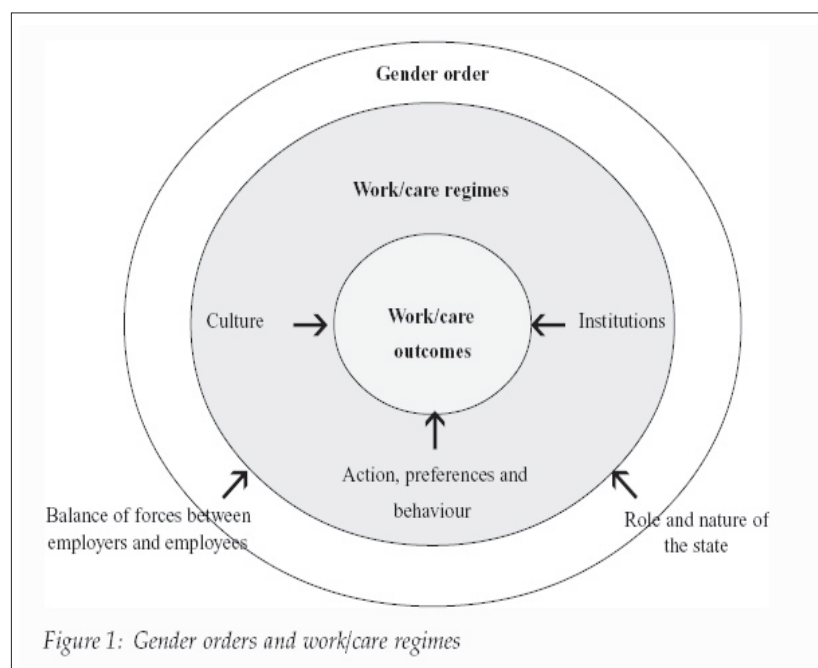 Gender order
Work/care regimes
Culture
Work/care
outcomes
Institutions
Action, preferences and
behaviour
Balance of forces between
employers and employees
Role and nature of
the state
Figure 1: Gender orders and work/care regimes